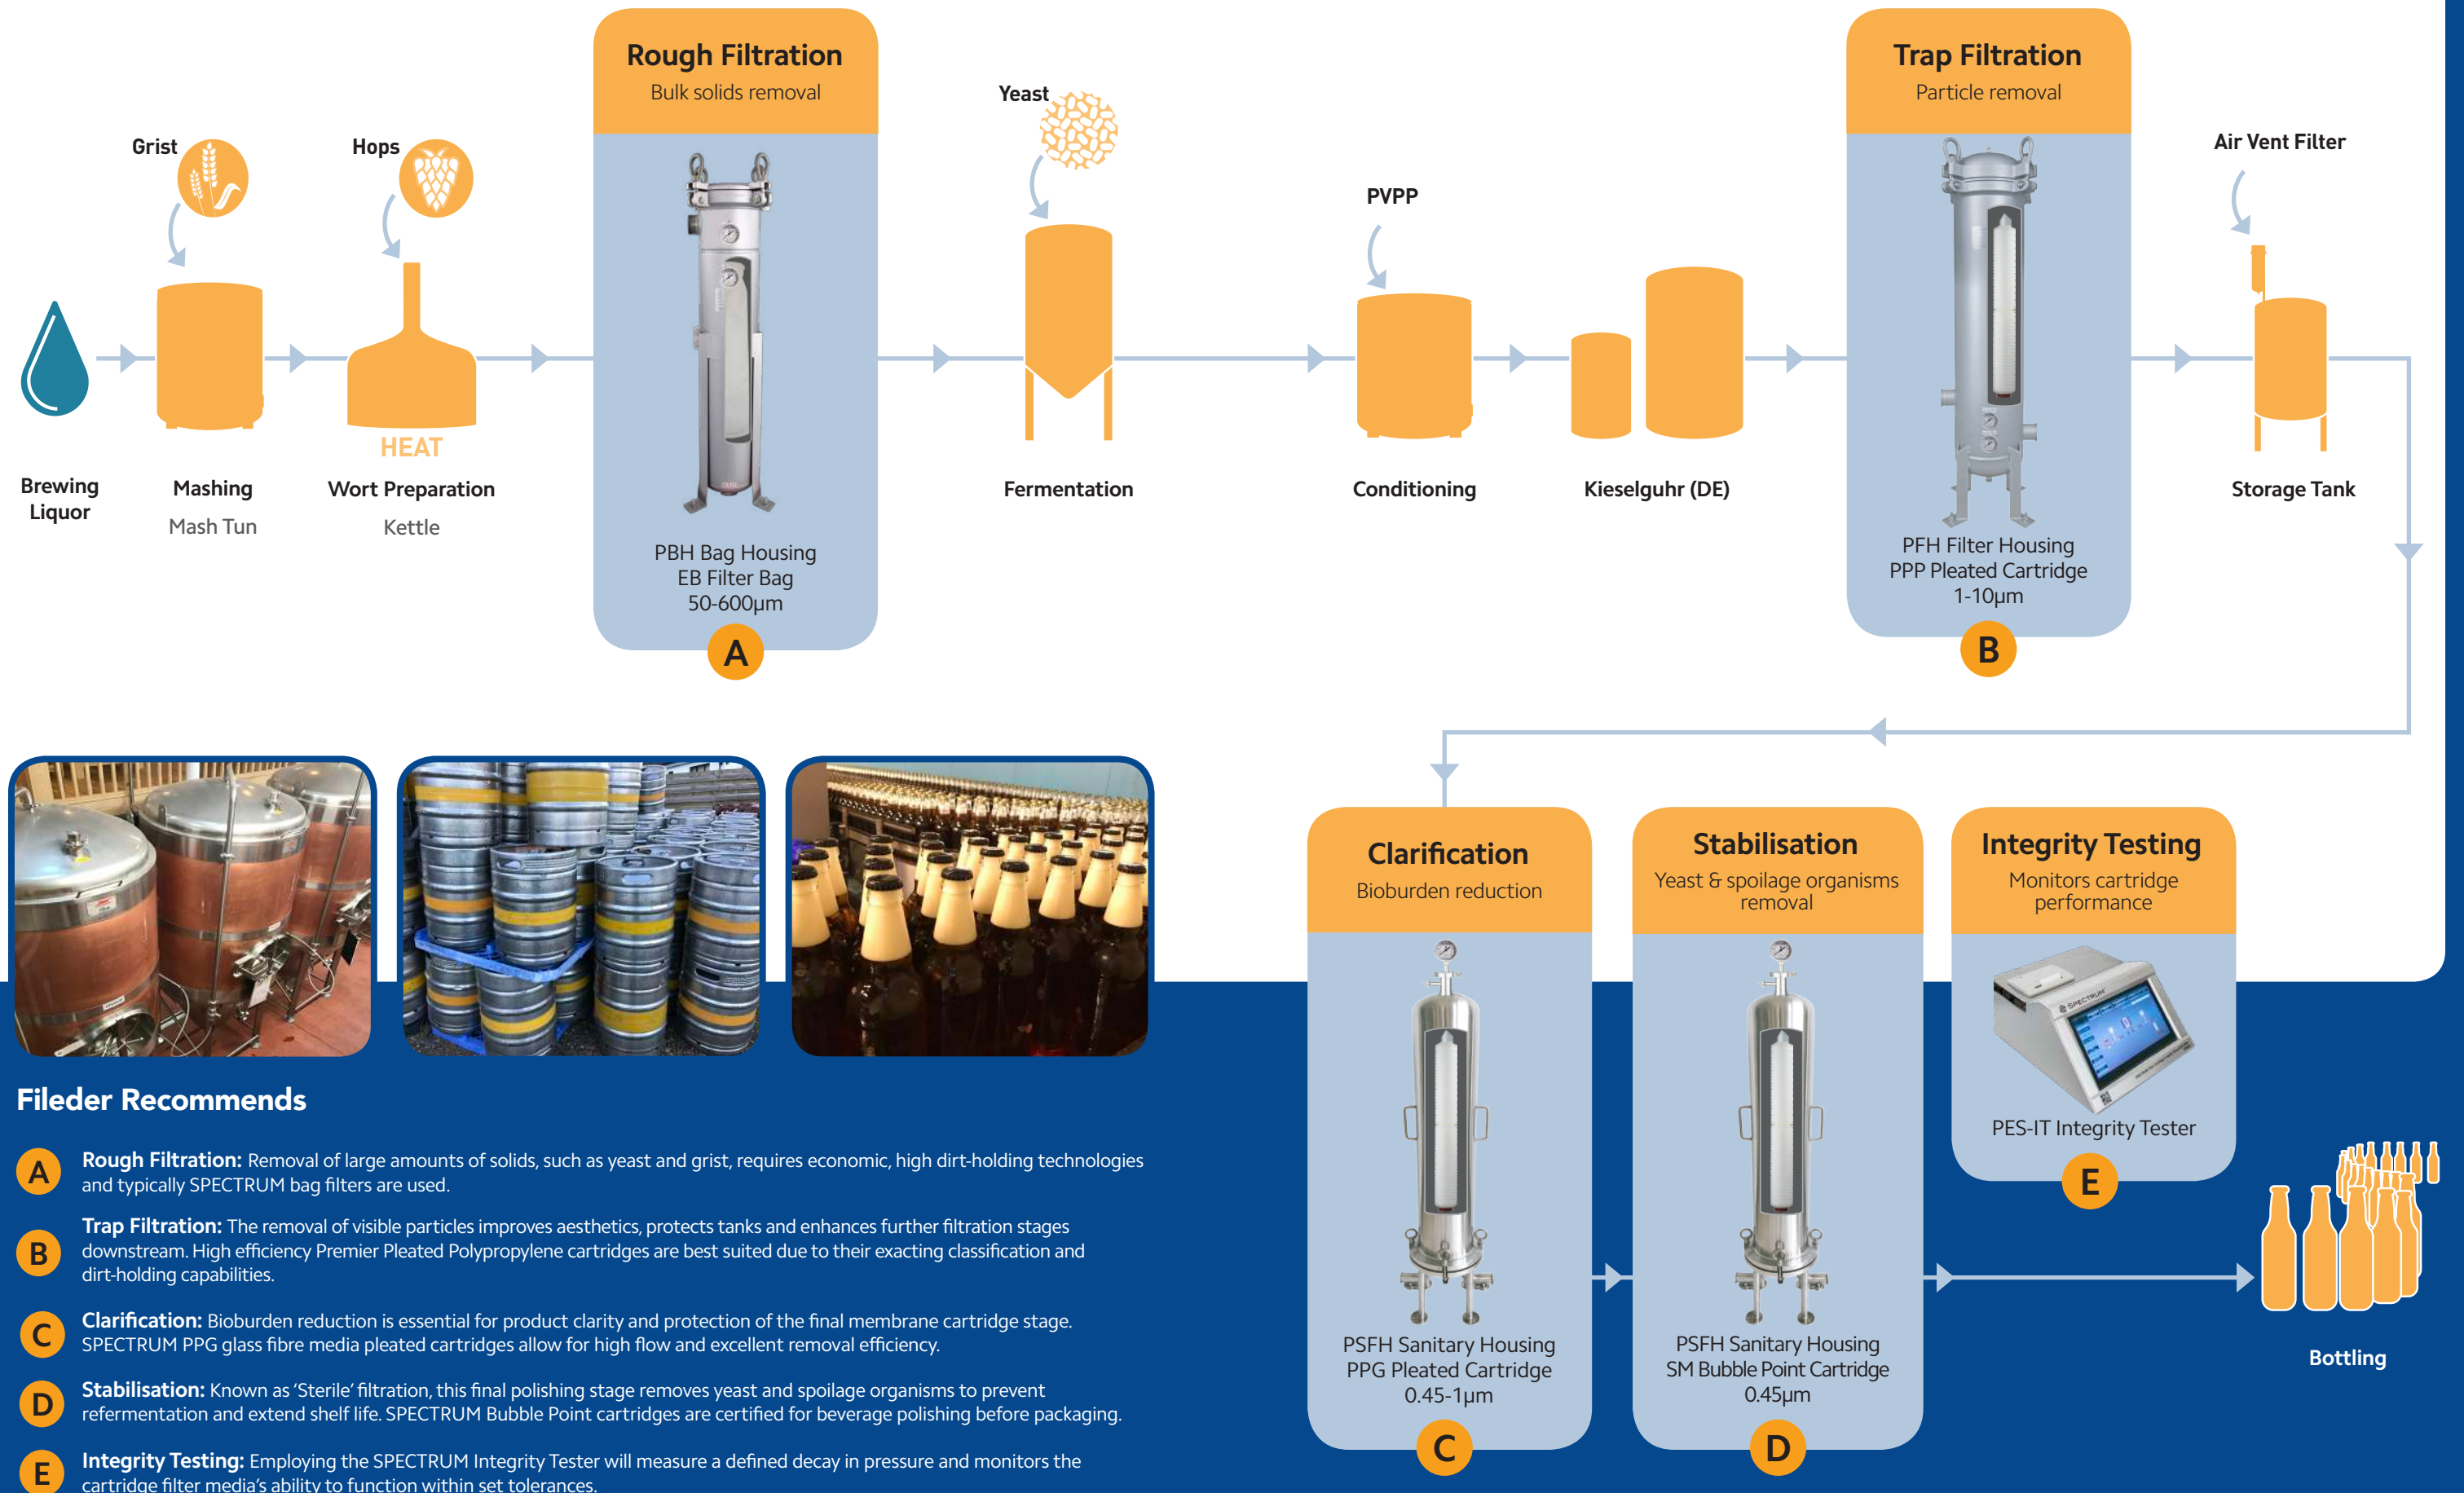 Rough Filtration
Bulk solids removal
Trap Filtration
Particle removal
Yeast
Grist
Hops
Air Vent Filter
PVPP
HEAT
Brewing
Liquor
Mashing
Mash Tun
Wort Preparation
Kettle
Fermentation
Conditioning
Kieselguhr (DE)
Storage Tank
PBH Bag Housing
EB Filter Bag
50-600µm
A
PFH Filter Housing
PPP Pleated Cartridge
1-10µm
B
Clarification
Bioburden reduction
Stabilisation
Yeast & spoilage organisms
removal
Integrity Testing
Monitors cartridge
performance
SPECTRUM
PES-IT Integrity Tester
E
PSFH Sanitary Housing
PPG Pleated Cartridge
0.45-1µm
C
PSFH Sanitary Housing
SM Bubble Point Cartridge
0.45µm
D
Bottling
Fileder Recommends
A
Rough Filtration: Removal of large amounts of solids, such as yeast and grist, requires economic, high dirt-holding technologies
and typically SPECTRUM bag filters are used.
B
Trap Filtration: The removal of visible particles improves aesthetics, protects tanks and enhances further filtration stages
downstream. High efficiency Premier Pleated Polypropylene cartridges are best suited due to their exacting classification and
dirt-holding capabilities.
C
Clarification: Bioburden reduction is essential for product clarity and protection of the final membrane cartridge stage.
SPECTRUM PPG glass fibre media pleated cartridges allow for high flow and excellent removal efficiency.
D
Stabilisation: Known as 'Sterile' filtration, this final polishing stage removes yeast and spoilage organisms to prevent
refermentation and extend shelf life. SPECTRUM Bubble Point cartridges are certified for beverage polishing before packaging.
E
Integrity Testing: Employing the SPECTRUM Integrity Tester will measure a defined decay in pressure and monitors the
cartridge filter media's ability to function within set tolerances.